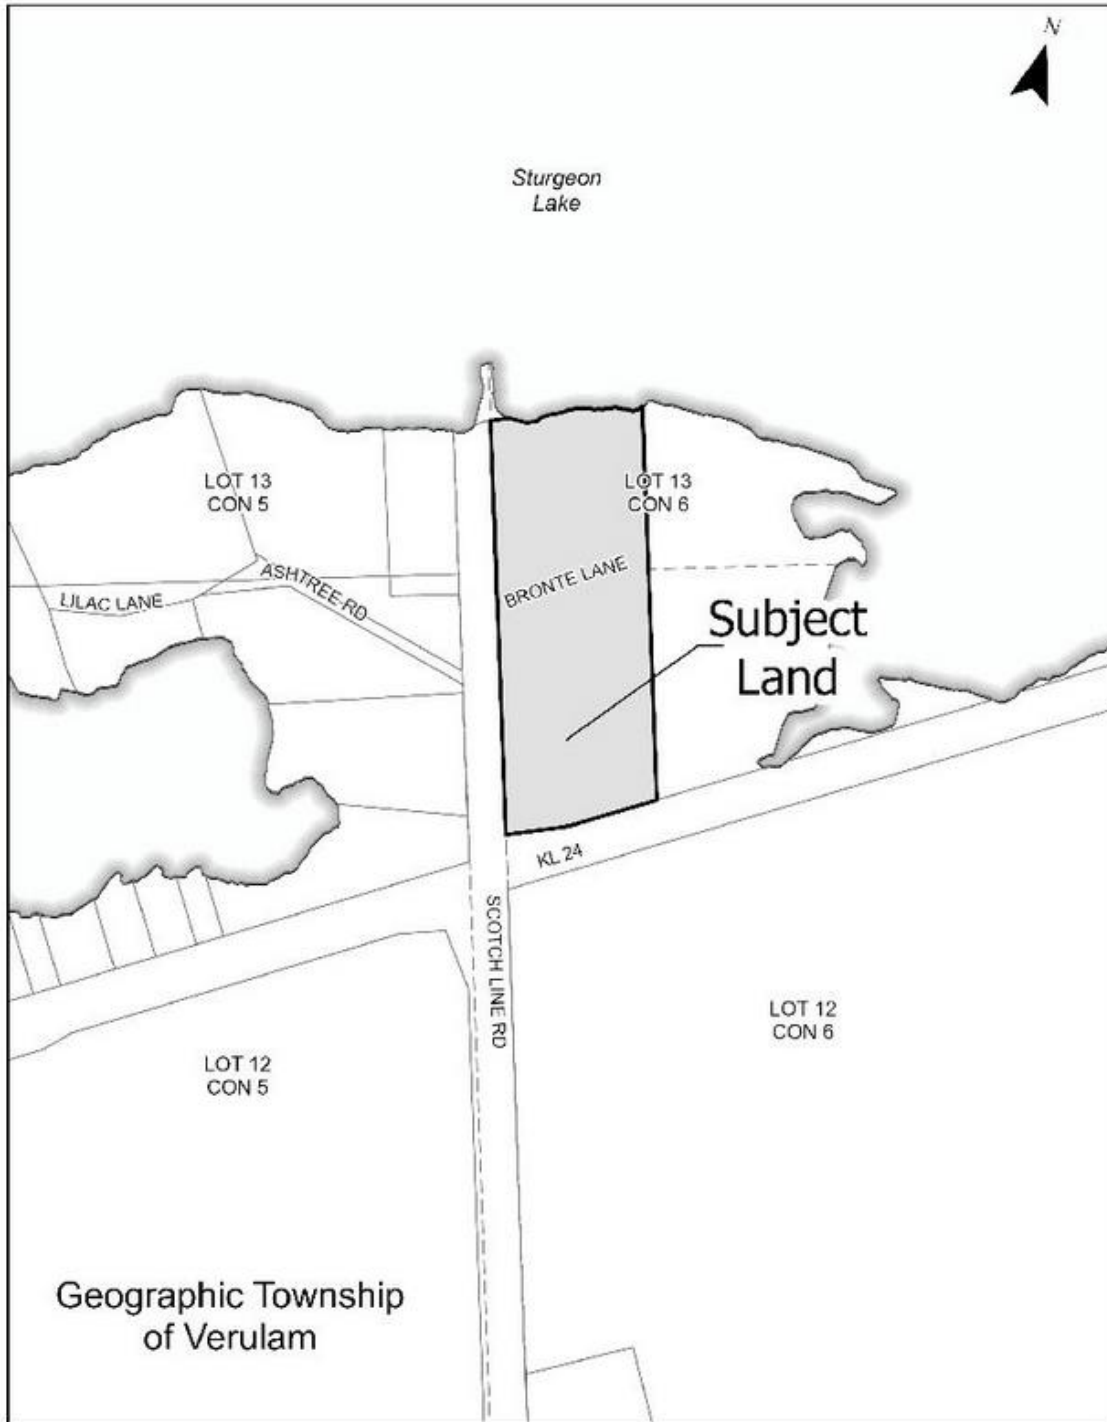 N
Sturgeon
Lake
LOT 13
CON 5
LOT 13
CON 6
ASHTREE RD
LILAC LANE
BRONTE LANE
Subject
Land
KL 24
SCOTCH LINE RD
LOT 12
CON 6
LOT 12
CON 5
Geographic Township
of Verulam